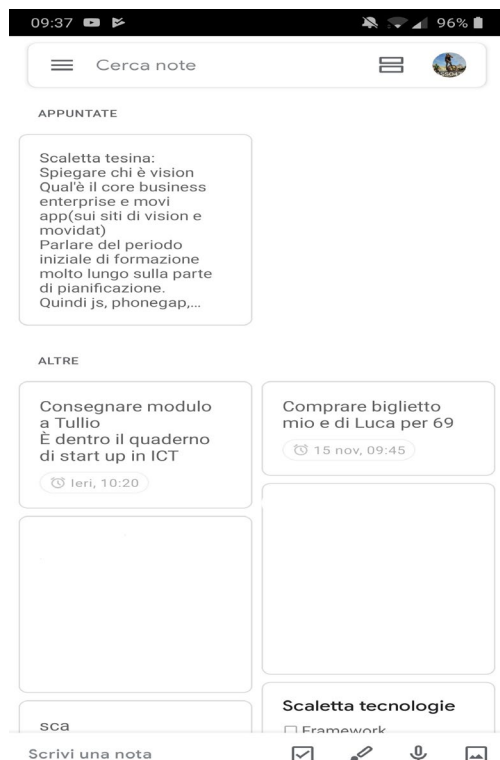 09:37
96%
Cerca note
APPUNTATE
Scaletta tesina:
Spiegare chi è vision
Qual'è il core business
enterprise e movi
app(sui siti di vision e
movidat)
Parlare del periodo
iniziale di formazione
molto lungo sulla parte
di pianificazione.
Quindi js, phonegap,...
ALTRE
Consegnare modulo
a Tullio
È dentro il quaderno
di start up in ICT
Ieri, 10:20
Comprare biglietto
mio e di Luca per 69
15 nov, 09:45
sca
Scaletta tecnologie
Framework
Scrivi una nota